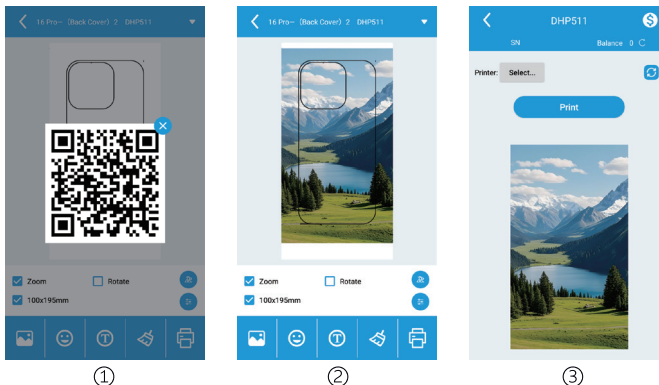 16 Pro~ (Back Cover) 2 DHP511
Zoom
Rotate
100x195mm
T
①
16 Pro~ (Back Cover) 2 DHP511
Zoom
Rotate
100x195mm
T
②
DHP511
SN
Balance 0
Printer: Select...
Print
③